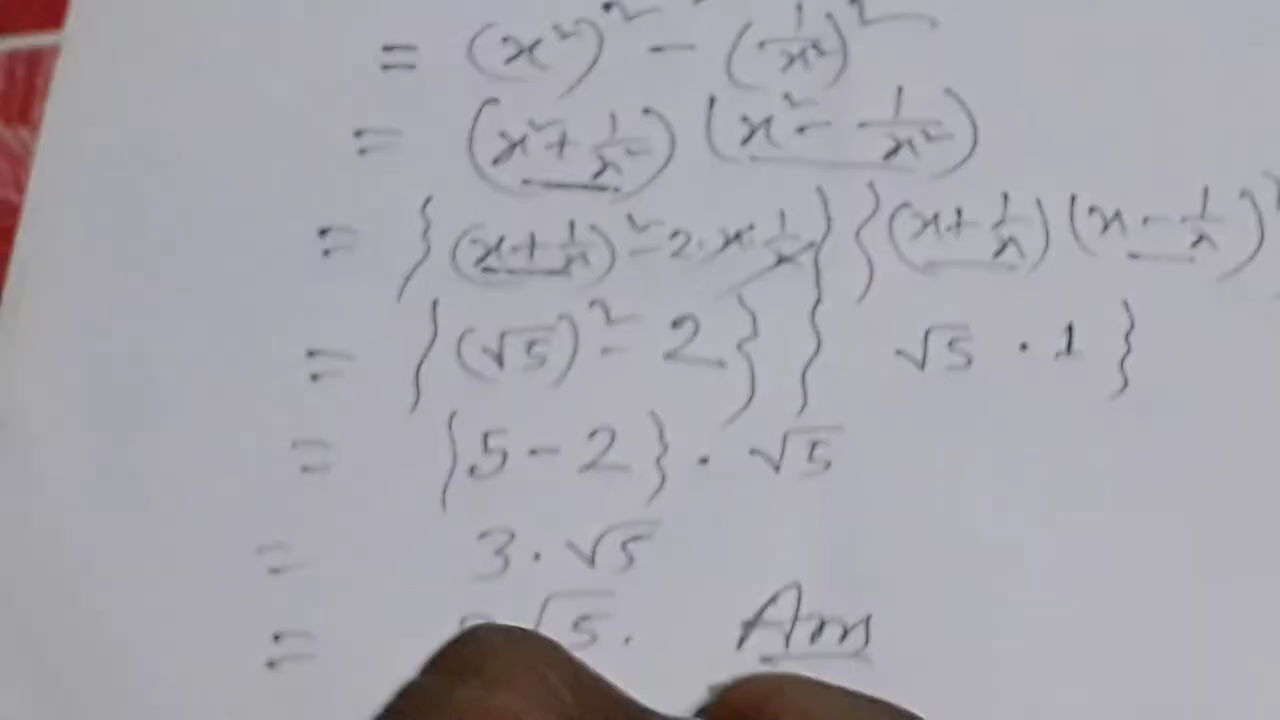 = (x²)² - (1/x²)²
= (x² + 1/x²) (x² - 1/x²)
= {(x + 1/x)² - 2·x·1/x} {(x + 1/x) (x - 1/x)}
= {(√5)² - 2} { √5 · 1 }
= {5 - 2} · √5
= 3 · √5
= √5. Ans